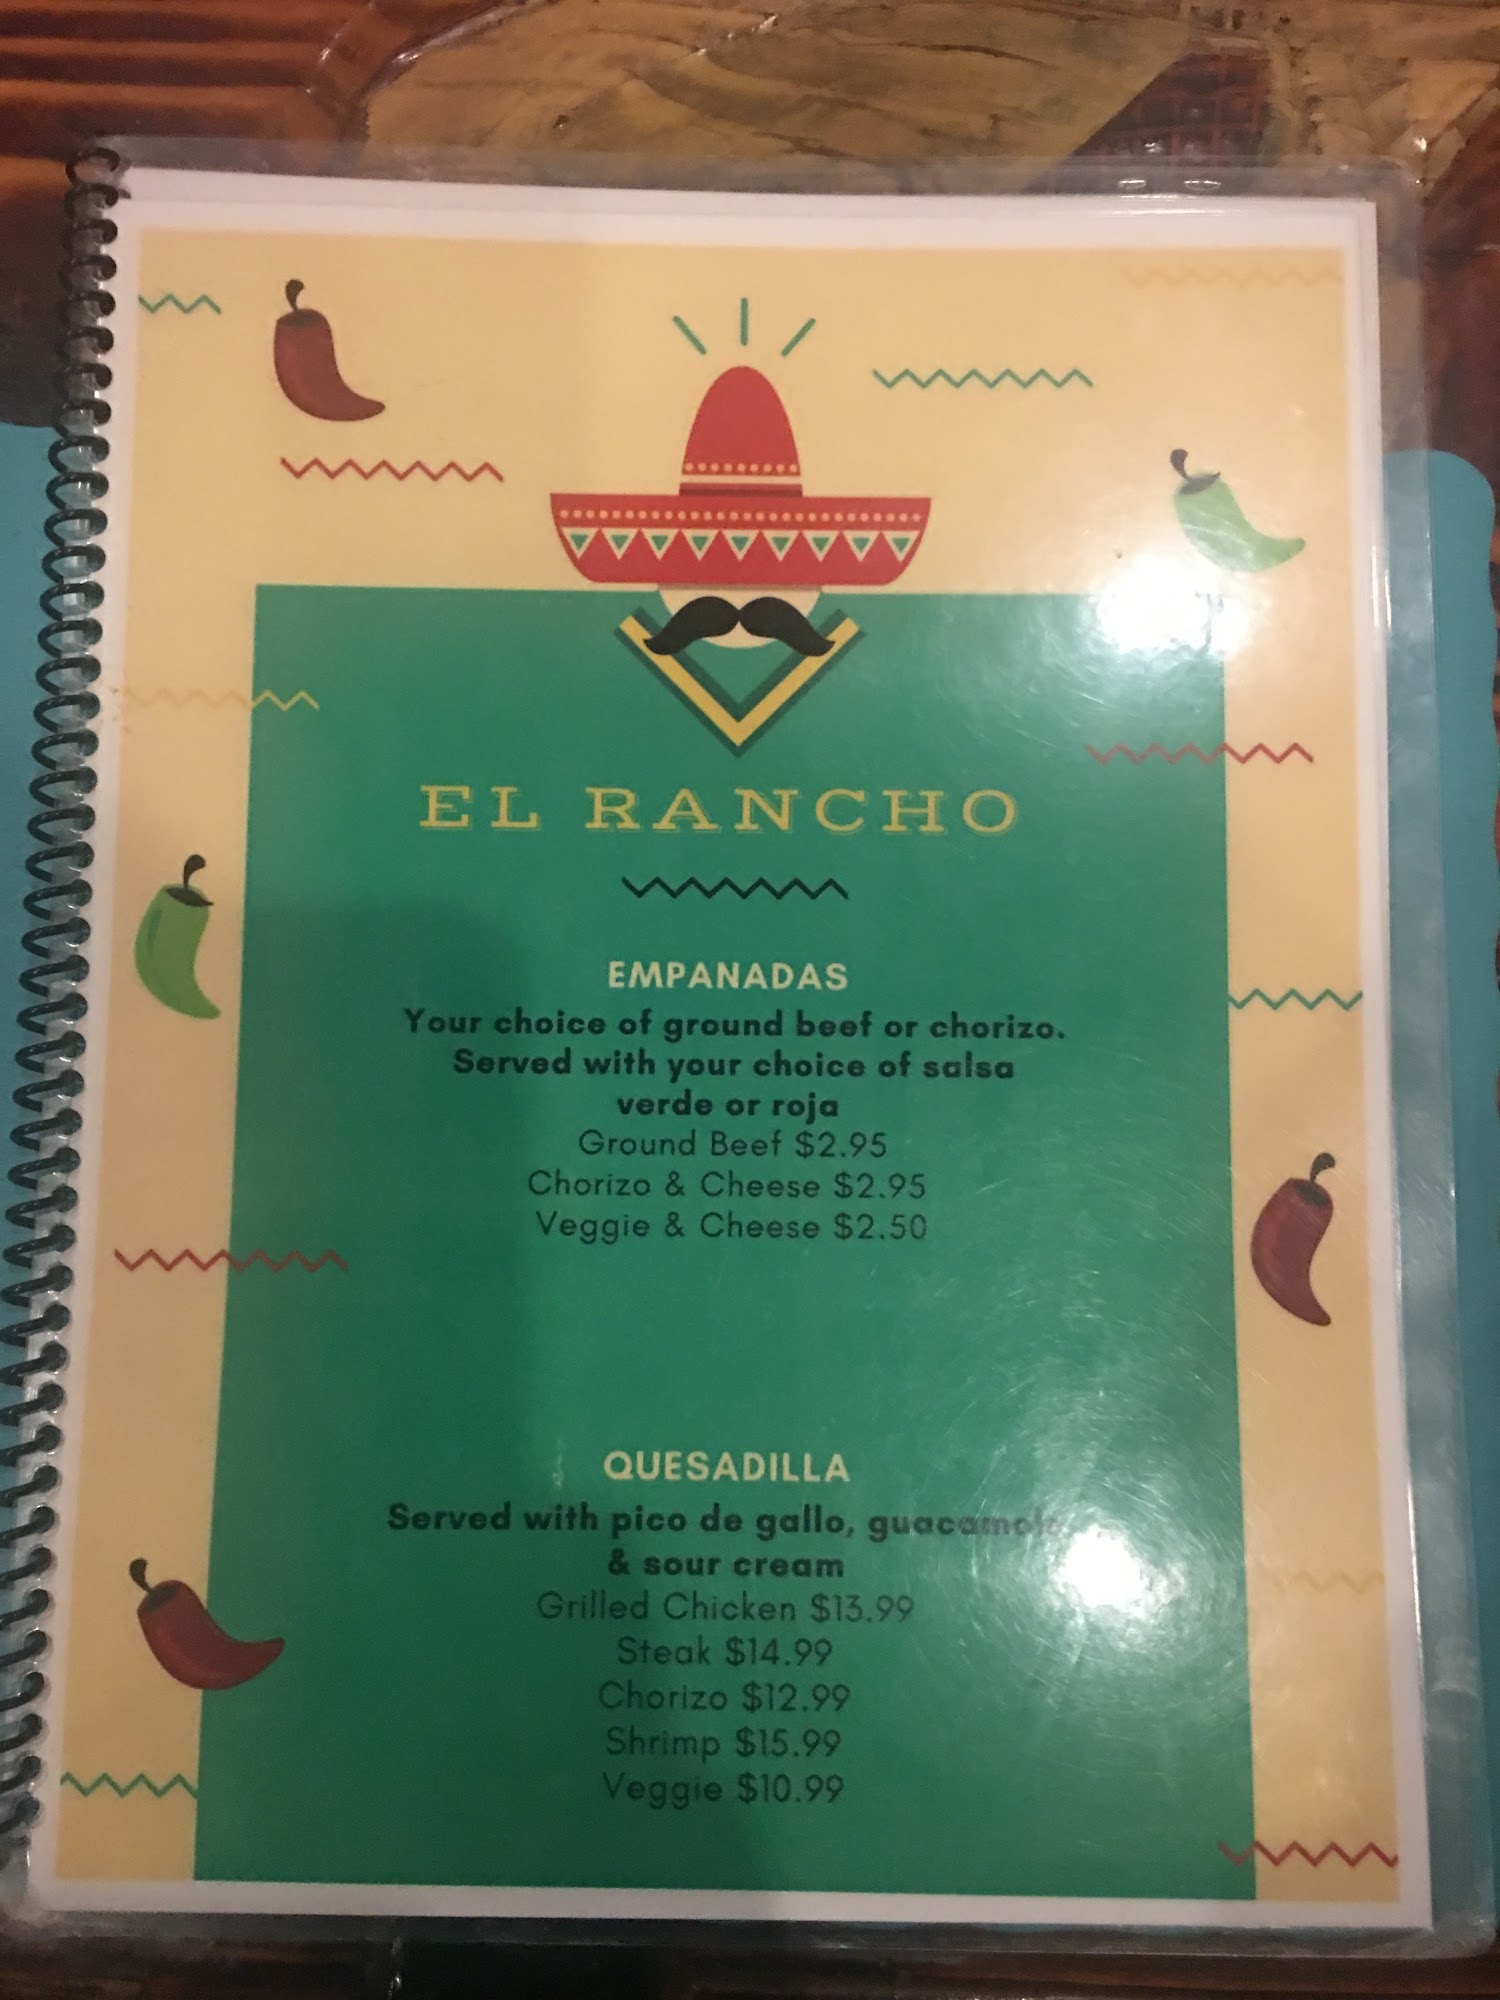 EL RANCHO
EMPANADAS
Your choice of ground beef or chorizo.
Served with your choice of salsa
verde or roja
Ground Beef $2.95
Chorizo & Cheese $2.95
Veggie & Cheese $2.50
QUESADILLA
Served with pico de gallo, guacamole
& sour cream
Grilled Chicken $13.99
Steak $14.99
Chorizo $12.99
Shrimp $15.99
Veggie $10.99